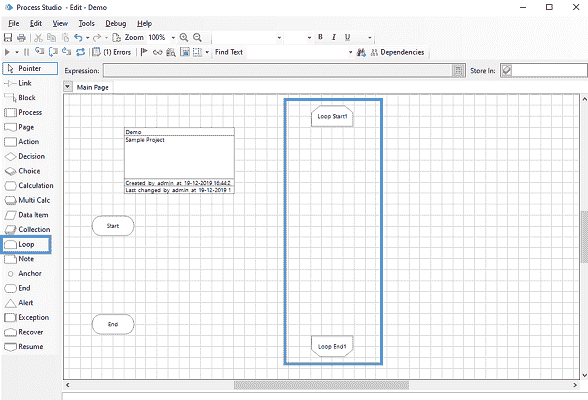 Process Studio - Edit - Demo
File Edit View Tools Debug Help
Zoom 100% B I U
(1) Errors Find Text Dependencies
Pointer
Expression: Store In:
Link
Main Page
Block
Process
Page
Action
Decision
Choice
Calculation
Multi Calc
Data Item
Collection
Loop
Note
Anchor
End
Alert
Exception
Recover
Resume
Loop Start1
Demo
Sample Project
Created by admin at 19-12-2019 16:44:2
Last changed by admin at 19-12-2019 1
Start
End
Loop End1